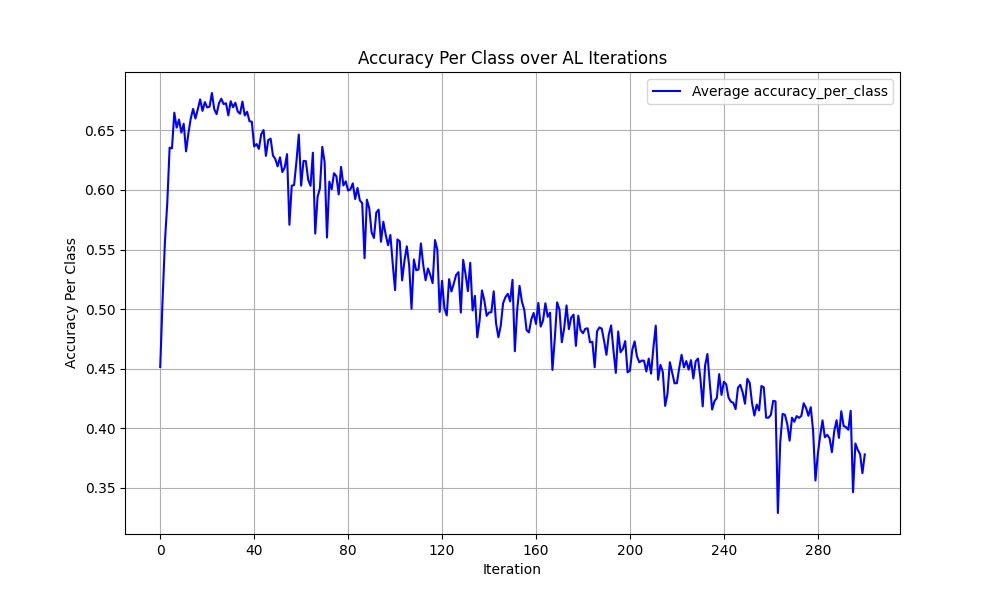 Accuracy Per Class over AL Iterations
Average accuracy_per_class
Accuracy Per Class
0.65
0.60
0.55
0.50
0.45
0.40
0.35
0 40 80 120 160 200 240 280
Iteration